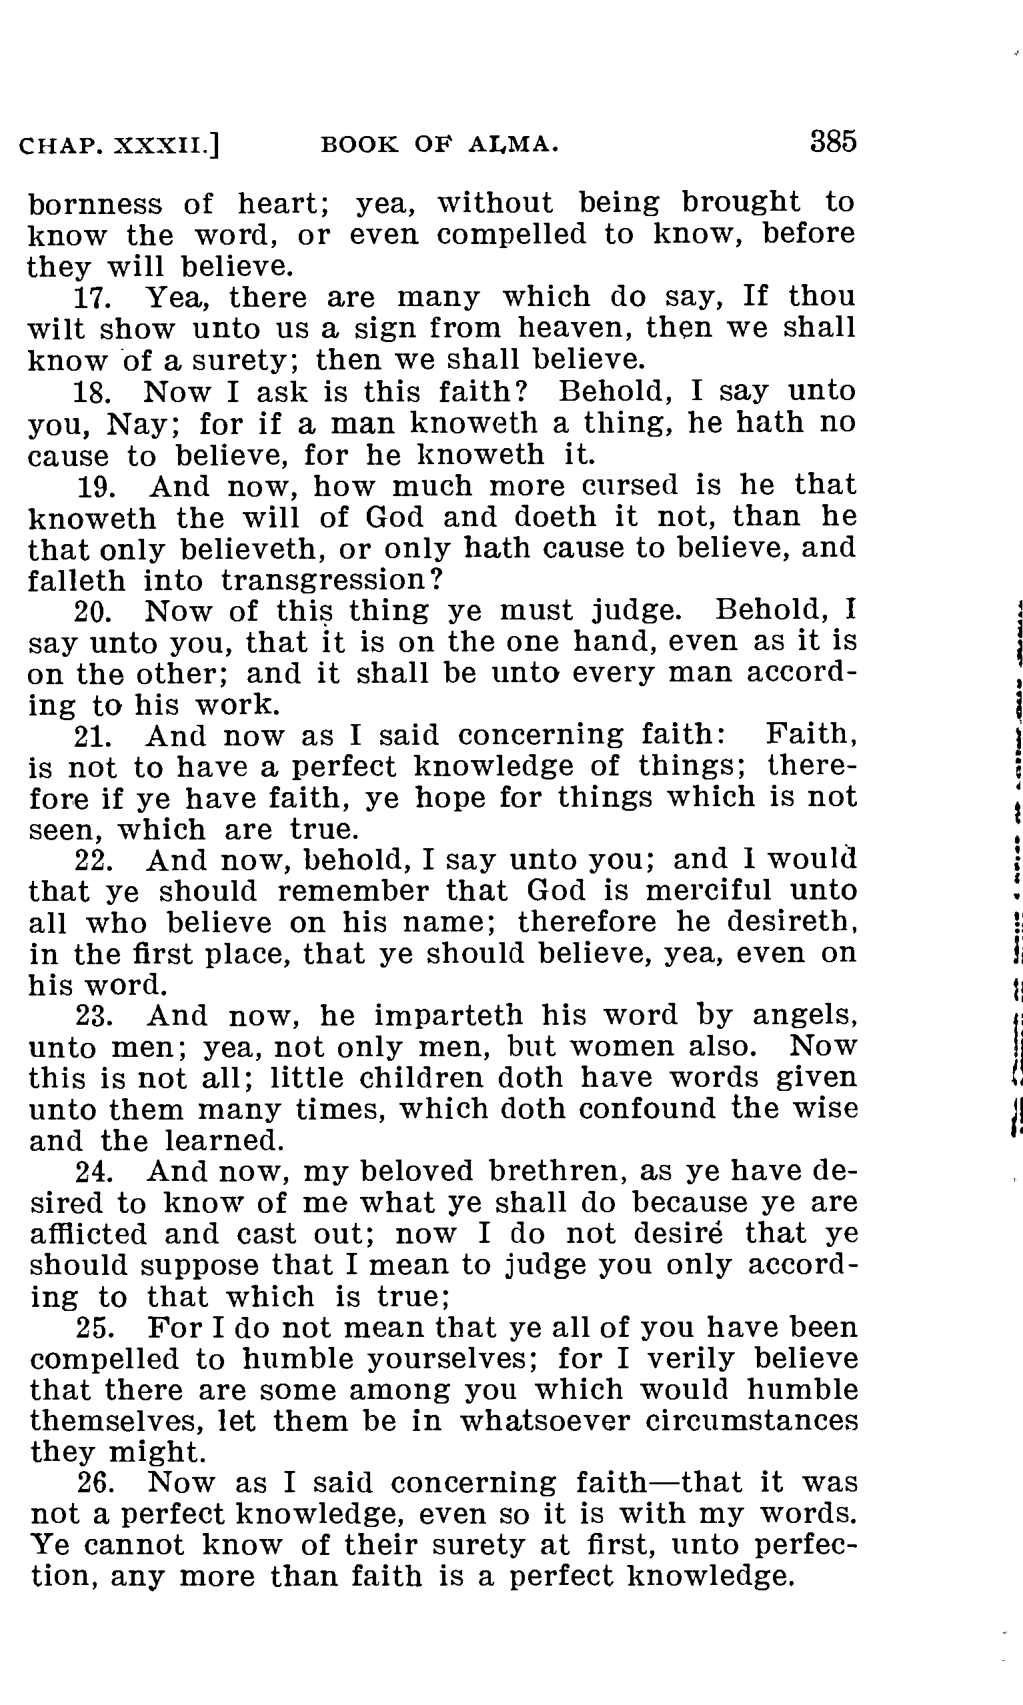 CHAP. XXXII.] BOOK OF ALMA. 385
bornness of heart; yea, without being brought to
know the word, or even compelled to know, before
they will believe.
17. Yea, there are many which do say, If thou
wilt show unto us a sign from heaven, then we shall
know of a surety; then we shall believe.
18. Now I ask is this faith? Behold, I say unto
you, Nay; for if a man knoweth a thing, he hath no
cause to believe, for he knoweth it.
19. And now, how much more cursed is he that
knoweth the will of God and doeth it not, than he
that only believeth, or only hath cause to believe, and
falleth into transgression?
20. Now of this thing ye must judge. Behold, I
say unto you, that it is on the one hand, even as it is
on the other; and it shall be unto every man accord-
ing to his work.
21. And now as I said concerning faith: Faith,
is not to have a perfect knowledge of things; there-
fore if ye have faith, ye hope for things which is not
seen, which are true.
22. And now, behold, I say unto you; and I would
that ye should remember that God is merciful unto
all who believe on his name; therefore he desireth,
in the first place, that ye should believe, yea, even on
his word.
23. And now, he imparteth his word by angels,
unto men; yea, not only men, but women also. Now
this is not all; little children doth have words given
unto them many times, which doth confound the wise
and the learned.
24. And now, my beloved brethren, as ye have de-
sired to know of me what ye shall do because ye are
afflicted and cast out; now I do not desire that ye
should suppose that I mean to judge you only accord-
ing to that which is true;
25. For I do not mean that ye all of you have been
compelled to humble yourselves; for I verily believe
that there are some among you which would humble
themselves, let them be in whatsoever circumstances
they might.
26. Now as I said concerning faith—that it was
not a perfect knowledge, even so it is with my words.
Ye cannot know of their surety at first, unto perfec-
tion, any more than faith is a perfect knowledge.